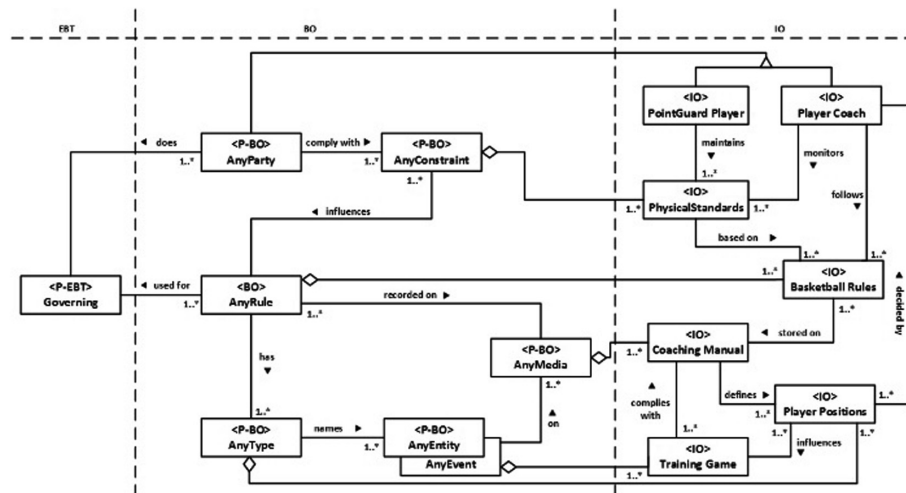 EBT
BO
IO
<IO>
PointGuard Player
<IO>
Player Coach
◄ does
1..*
<P-BO>
AnyParty
comply with ►
1..*
<P-BO>
AnyConstraint
1..*
maintains
▼
1..*
monitors
▼
1..*
<IO>
PhysicalStandards
1..*
follows
▼
1..*
◄ influences
based on ►
1..*
<P-EBT>
Governing
◄ used for
1..*
<BO>
AnyRule
1..*
recorded on ►
1..*
<IO>
Basketball Rules
1..*
◄ decided by
has
▼
1..*
<P-BO>
AnyMedia
1..*
1..*
<IO>
Coaching Manual
◄ stored on
▲
complies
with
1..*
defines ►
1..*
<IO>
Player Positions
1..*
1..*
1..*
◄ on
<P-BO>
AnyType
names ►
1..*
<P-BO>
AnyEntity
AnyEvent
1..*
<IO>
Training Game
influences
▼